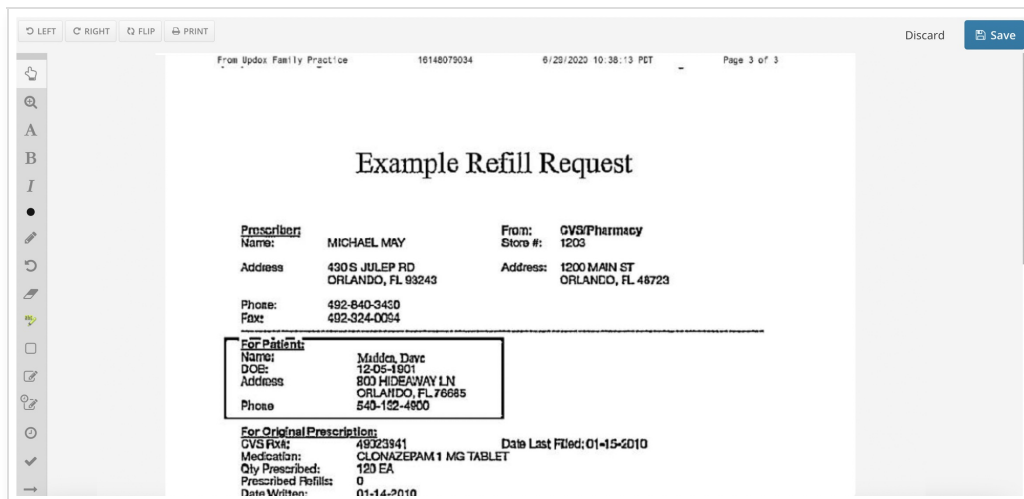 LEFT RIGHT FLIP PRINT Discard Save
From Updox Family Practice 16148079034 6/29/2020 10:38:13 PDT Page 3 of 3
A
B
I
Example Refill Request
Prescriber: From: CVS/Pharmacy
Name: MICHAEL MAY Store #: 1203
Address 430 S JULEP RD Address: 1200 MAIN ST
ORLANDO, FL 93243 ORLANDO, FL 48723
Phone: 492-840-3430
Fax: 492-324-0094
For Patient:
Name: Madden, Dave
DOB: 12-05-1901
Address 800 HIDEAWAY LN
ORLANDO, FL 76685
Phone 540-132-4900
For Original Prescription:
CVS Rx#: 49023941 Date Last Filled: 01-15-2010
Medication: CLONAZEPAM 1 MG TABLET
Qty Prescribed: 120 EA
Prescribed Refills: 0
Date Written: 01-14-2010